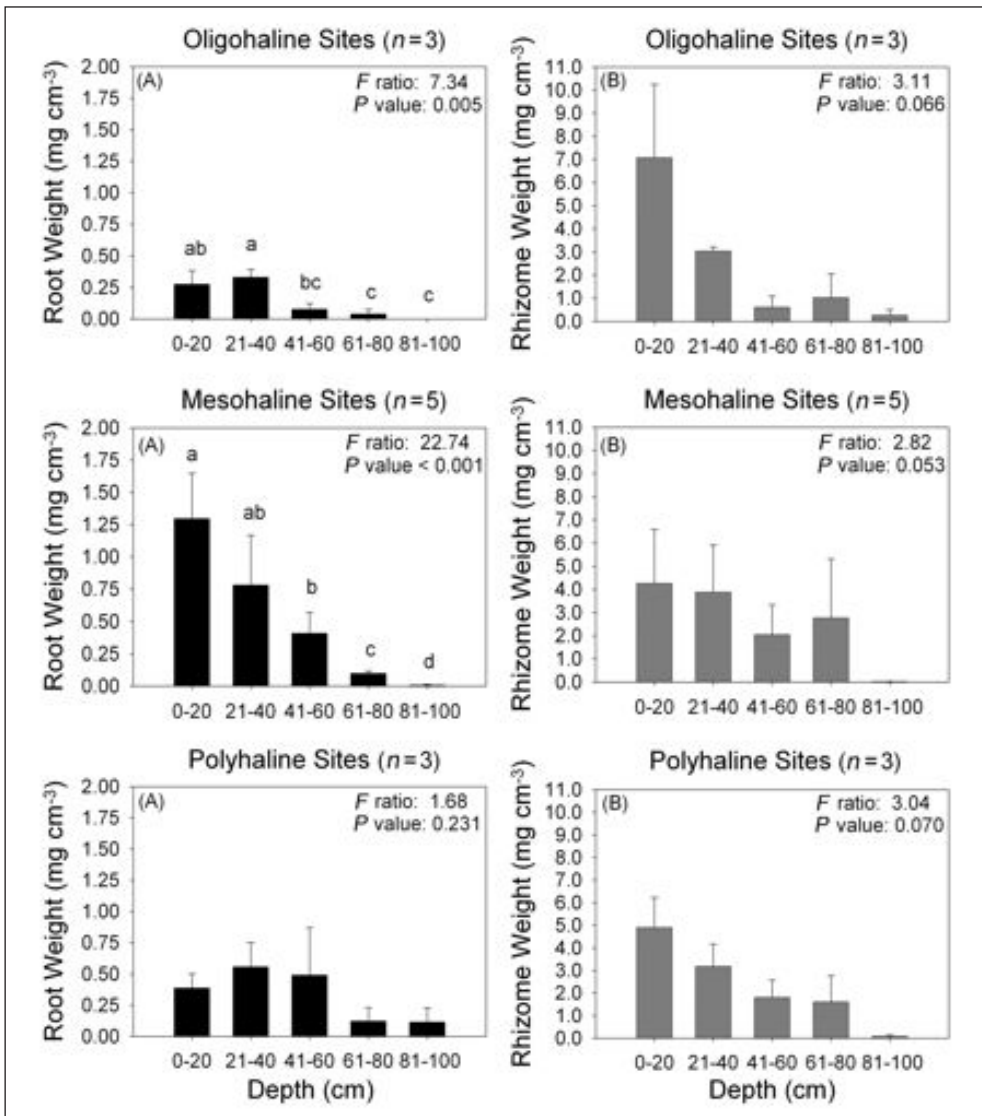 Oligohaline Sites (n=3)
(A)
F ratio: 7.34
P value: 0.005
Root Weight (mg cm-3)
2.00
1.75
1.50
1.25
1.00
0.75
0.50
0.25
0.00
ab
a
bc
c
c
0-20 21-40 41-60 61-80 81-100
Oligohaline Sites (n=3)
(B)
F ratio: 3.11
P value: 0.066
Rhizome Weight (mg cm-3)
11.0
10.0
9.0
8.0
7.0
6.0
5.0
4.0
3.0
2.0
1.0
0.0
0-20 21-40 41-60 61-80 81-100
Mesohaline Sites (n=5)
(A)
F ratio: 22.74
P value < 0.001
Root Weight (mg cm-3)
2.00
1.75
1.50
1.25
1.00
0.75
0.50
0.25
0.00
a
ab
b
c
d
0-20 21-40 41-60 61-80 81-100
Mesohaline Sites (n=5)
(B)
F ratio: 2.82
P value: 0.053
Rhizome Weight (mg cm-3)
11.0
10.0
9.0
8.0
7.0
6.0
5.0
4.0
3.0
2.0
1.0
0.0
0-20 21-40 41-60 61-80 81-100
Polyhaline Sites (n=3)
(A)
F ratio: 1.68
P value: 0.231
Root Weight (mg cm-3)
2.00
1.75
1.50
1.25
1.00
0.75
0.50
0.25
0.00
0-20 21-40 41-60 61-80 81-100
Depth (cm)
Polyhaline Sites (n=3)
(B)
F ratio: 3.04
P value: 0.070
Rhizome Weight (mg cm-3)
11.0
10.0
9.0
8.0
7.0
6.0
5.0
4.0
3.0
2.0
1.0
0.0
0-20 21-40 41-60 61-80 81-100
Depth (cm)